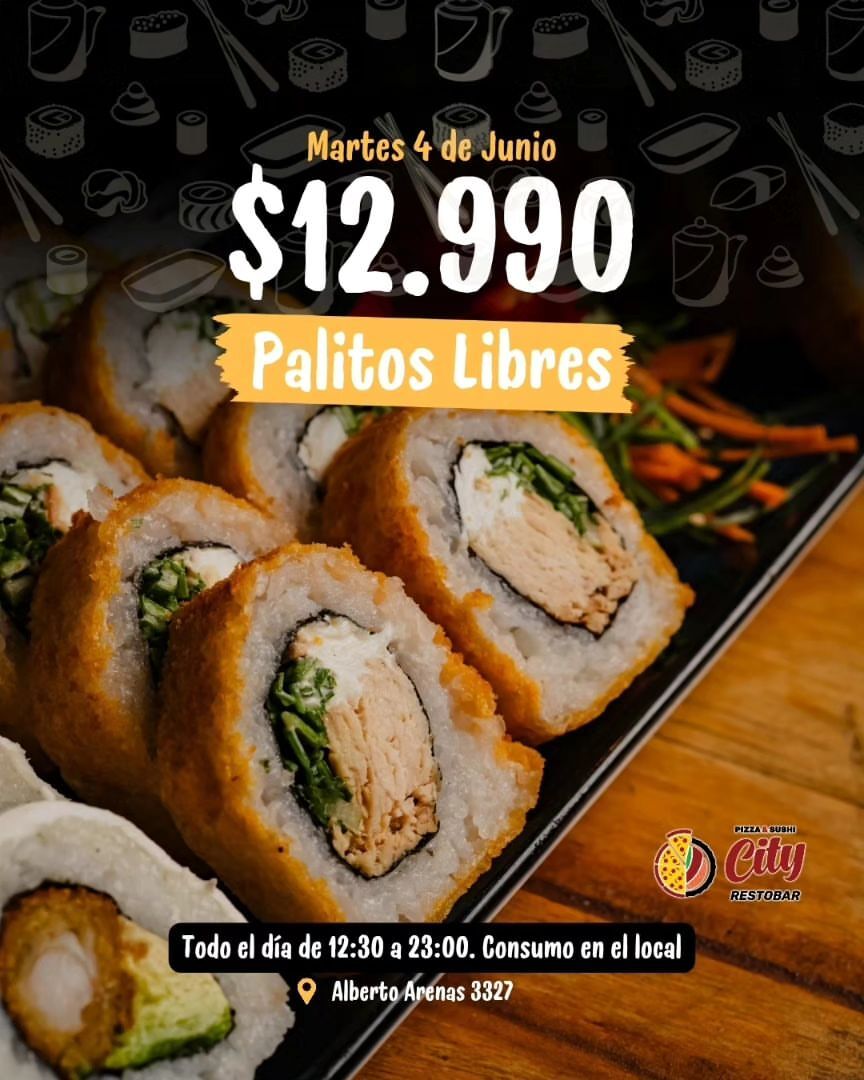 Martes 4 de Junio
$12.990
Palitos Libres
PIZZA & SUSHI
City
RESTOBAR
Todo el día de 12:30 a 23:00. Consumo en el local
Alberto Arenas 3327